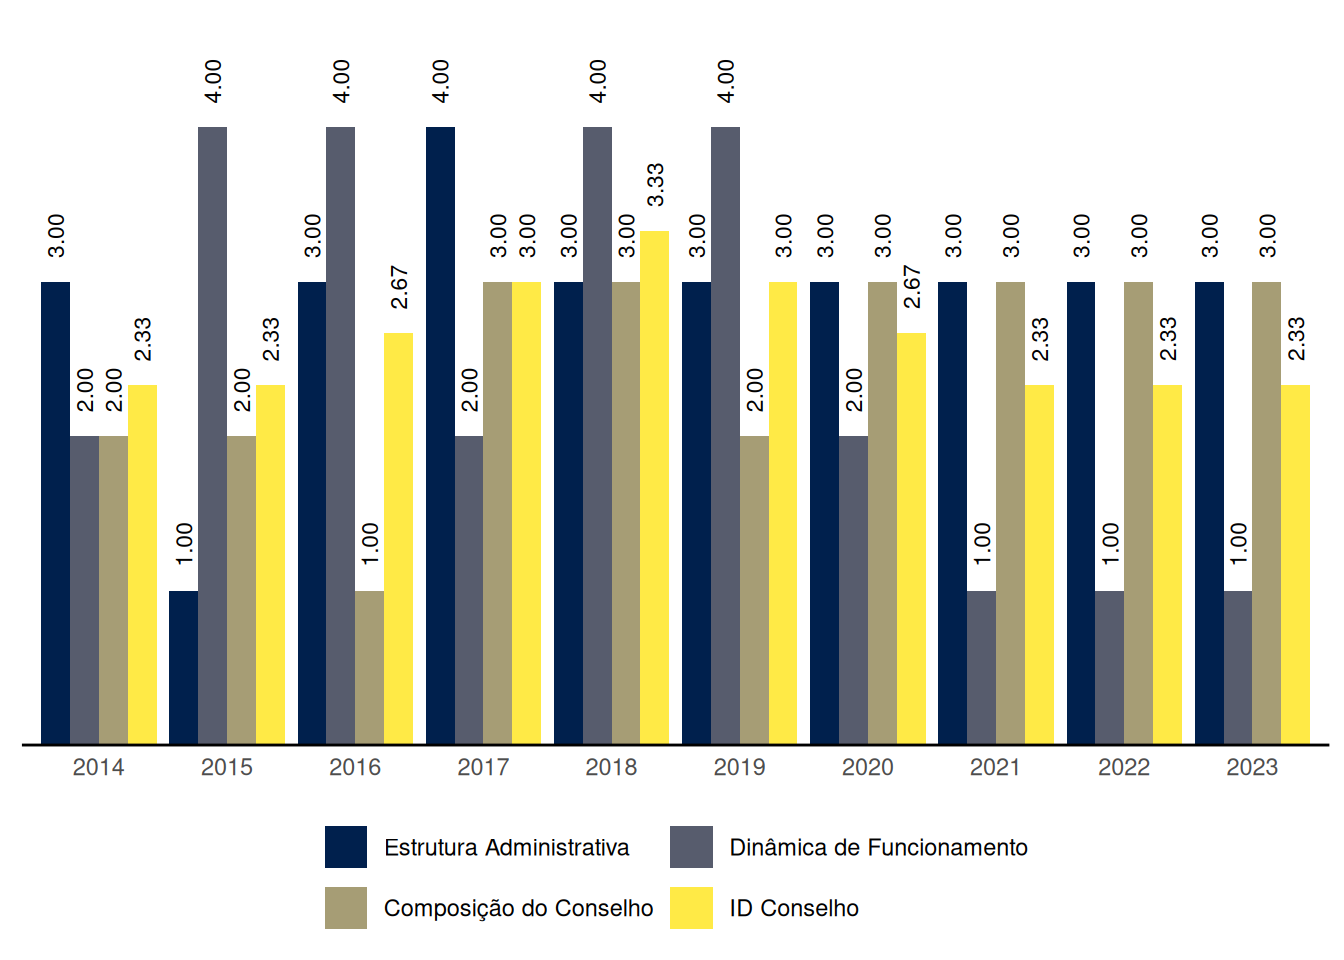 4.00 4.00 4.00 4.00 4.00
3.33
3.00 3.00 3.00 3.00 3.00 3.00 3.00 3.00 3.00 3.00 3.00 3.00 3.00 3.00 3.00 3.00
2.67 2.67
2.33 2.33 2.33 2.33 2.33
2.00 2.00 2.00 2.00 2.00 2.00
1.00 1.00 1.00 1.00 1.00
2014 2015 2016 2017 2018 2019 2020 2021 2022 2023
Estrutura Administrativa Dinâmica de Funcionamento
Composição do Conselho ID Conselho